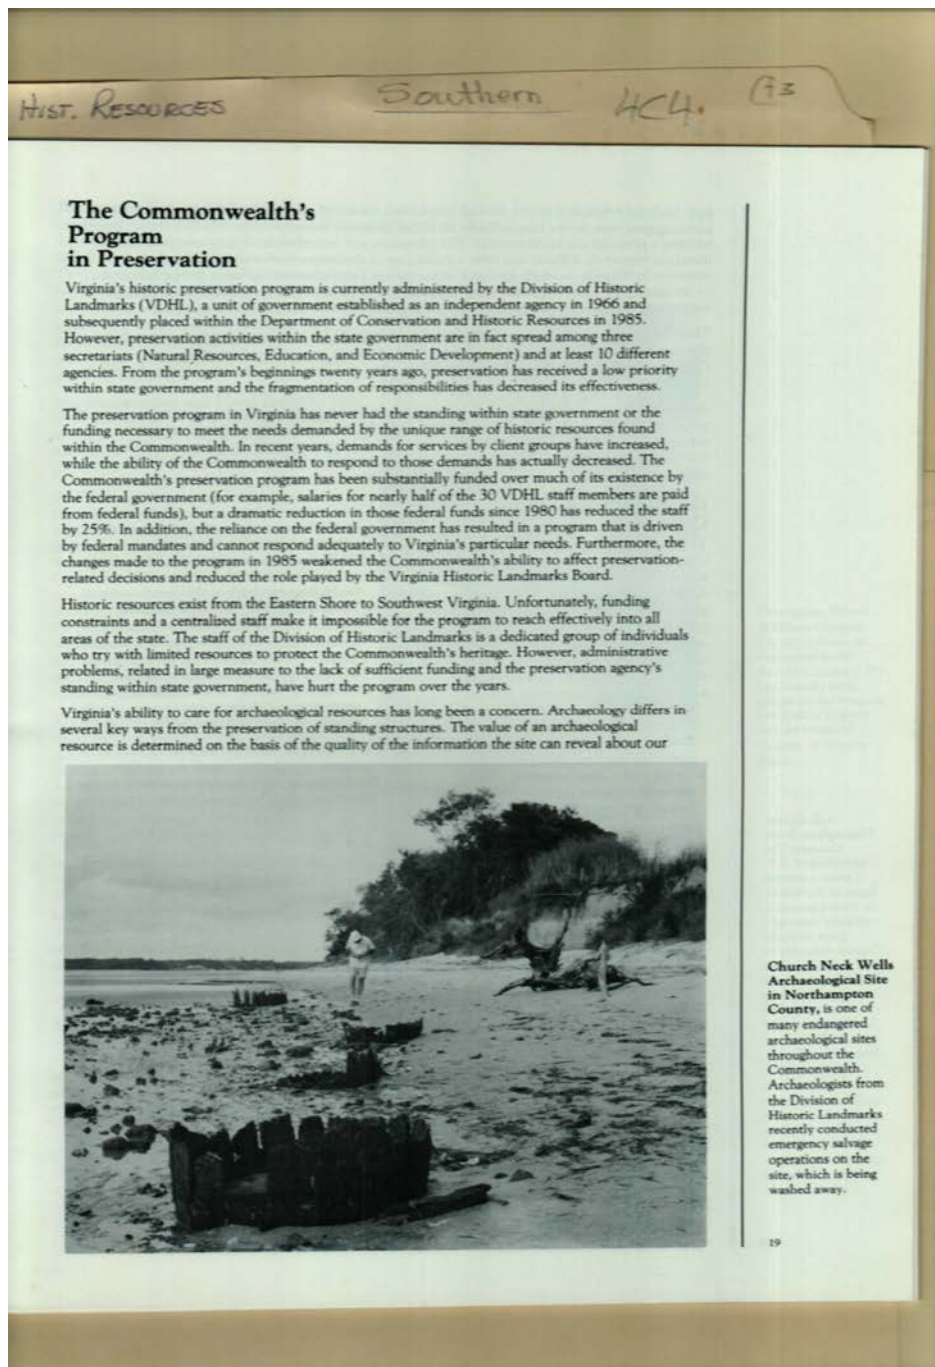 HIST. RESOURCES
Southern
4C4.
The Commonwealth's
Program
in Preservation
Virginia's historic preservation program is currently administered by the Division of Historic
Landmarks (VDHL), a unit of government established as an independent agency in 1966 and
subsequently placed within the Department of Conservation and Historic Resources in 1985.
However, preservation activities within the state government are in fact spread among three
secretariats (Natural Resources, Education, and Economic Development) and at least 10 different
agencies. From the program's beginnings twenty years ago, preservation has received a low priority
within state government and the fragmentation of responsibilities has decreased its effectiveness.
The preservation program in Virginia has never had the standing within state government or the
funding necessary to meet the needs demanded by the unique range of historic resources found
within the Commonwealth. In recent years, demands for services by client groups have increased,
while the ability of the Commonwealth to respond to those demands has actually decreased. The
Commonwealth's preservation program has been substantially funded over much of its existence by
the federal government (for example, salaries for nearly half of the 30 VDHL staff members are paid
from federal funds), but a dramatic reduction in those federal funds since 1980 has reduced the staff
by 25%. In addition, the reliance on the federal government has resulted in a program that is driven
by federal mandates and cannot respond adequately to Virginia's particular needs. Furthermore, the
changes made to the program in 1985 weakened the Commonwealth's ability to affect preservation-
related decisions and reduced the role played by the Virginia Historic Landmarks Board.
Historic resources exist from the Eastern Shore to Southwest Virginia. Unfortunately, funding
constraints and a centralized staff make it impossible for the program to reach effectively into all
areas of the state. The staff of the Division of Historic Landmarks is a dedicated group of individuals
who try with limited resources to protect the Commonwealth's heritage. However, administrative
problems, related in large measure to the lack of sufficient funding and the preservation agency's
standing within state government, have hurt the program over the years.
Virginia's ability to care for archaeological resources has long been a concern. Archaeology differs in
several key ways from the preservation of standing structures. The value of an archaeological
resource is determined on the basis of the quality of the information the site can reveal about our
Church Neck Wells
Archaeological Site
in Northampton
County, is one of
many endangered
archaeological sites
throughout the
Commonwealth.
Archaeologists from
the Division of
Historic Landmarks
recently conducted
emergency salvage
operations on the
site, which is being
washed away.
19